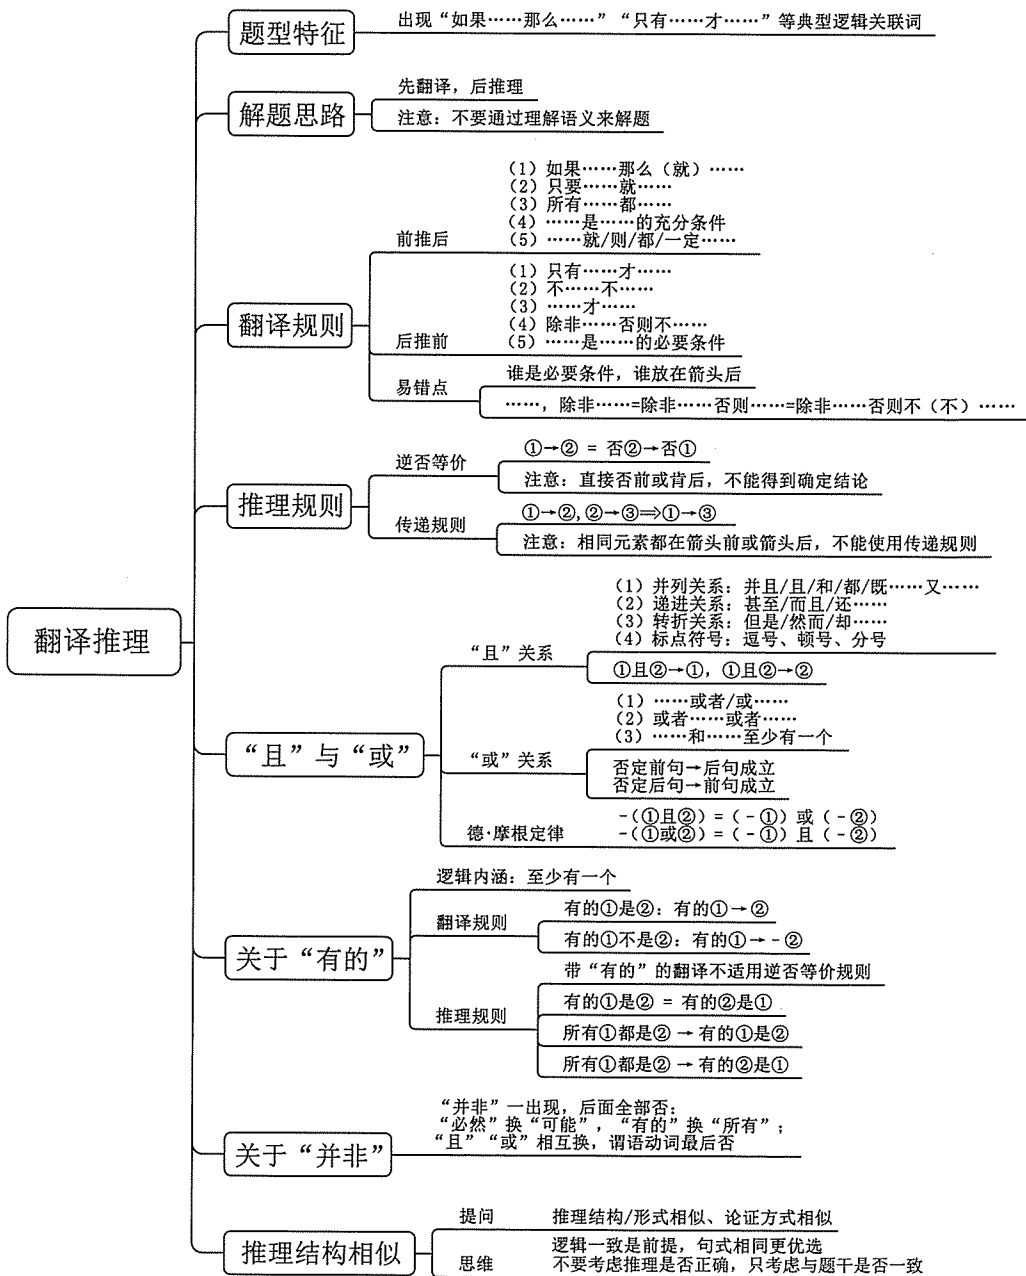 题型特征
出现“如果……那么……”“只有……才……”等典型逻辑关联词
解题思路
先翻译，后推理
注意：不要通过理解语义来解题
翻译规则
前推后
（1）如果……那么（就）……
（2）只要……就……
（3）所有……都……
（4）……是……的充分条件
（5）……就/则/都/一定……
后推前
（1）只有……才……
（2）不……不……
（3）……才……
（4）除非……否则不……
（5）……是……的必要条件
易错点
谁是必要条件，谁放在箭头后
……，除非……=除非……否则……=除非……否则不（不）……
推理规则
逆否等价
①→② = 否②→否①
注意：直接否前或肯后，不能得到确定结论
传递规则
①→②,②→③⇒①→③
注意：相同元素都在箭头前或箭头后，不能使用传递规则
翻译推理
“且”与“或”
“且”关系
（1）并列关系：并且/且/和/都/既……又……
（2）递进关系：甚至/而且/还……
（3）转折关系：但是/然而/却……
（4）标点符号：逗号、顿号、分号
①且②→①，①且②→②
“或”关系
（1）……或者/或……
（2）或者……或者……
（3）……和……至少有一个
否定前句→后句成立
否定后句→前句成立
德·摩根定律
-（①且②）=（-①）或（-②）
-（①或②）=（-①）且（-②）
关于“有的”
逻辑内涵：至少有一个
翻译规则
有的①是②：有的①→②
有的①不是②：有的①→-②
推理规则
带“有的”的翻译不适用逆否等价规则
有的①是② = 有的②是①
所有①都是②→有的①是②
所有①都是②→有的②是①
关于“并非”
“并非”一出现，后面全部否：
“必然”换“可能”，“有的”换“所有”；
“且”“或”相互换，谓语动词最后否
推理结构相似
提问
推理结构/形式相似、论证方式相似
思维
逻辑一致是前提，句式相同更优选
不要考虑推理是否正确，只考虑与题干是否一致